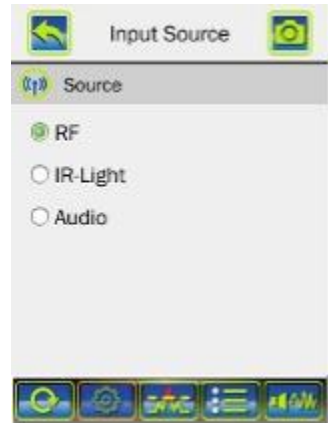 Input Source
Source
RF
IR-Light
Audio